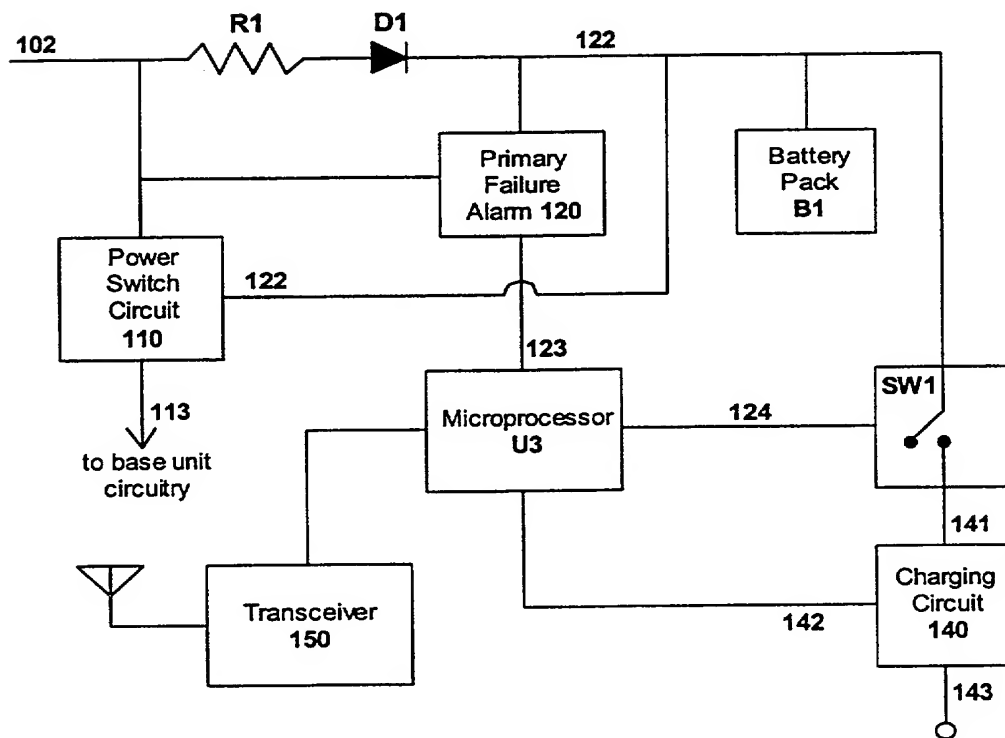 R1
D1
102
122
Primary
Failure
Alarm 120
Battery
Pack
B1
Power
Switch
Circuit
110
122
123
113
SW1
Microprocessor
U3
124
to base unit
circuitry
141
Charging
Circuit
140
Transceiver
150
142
143